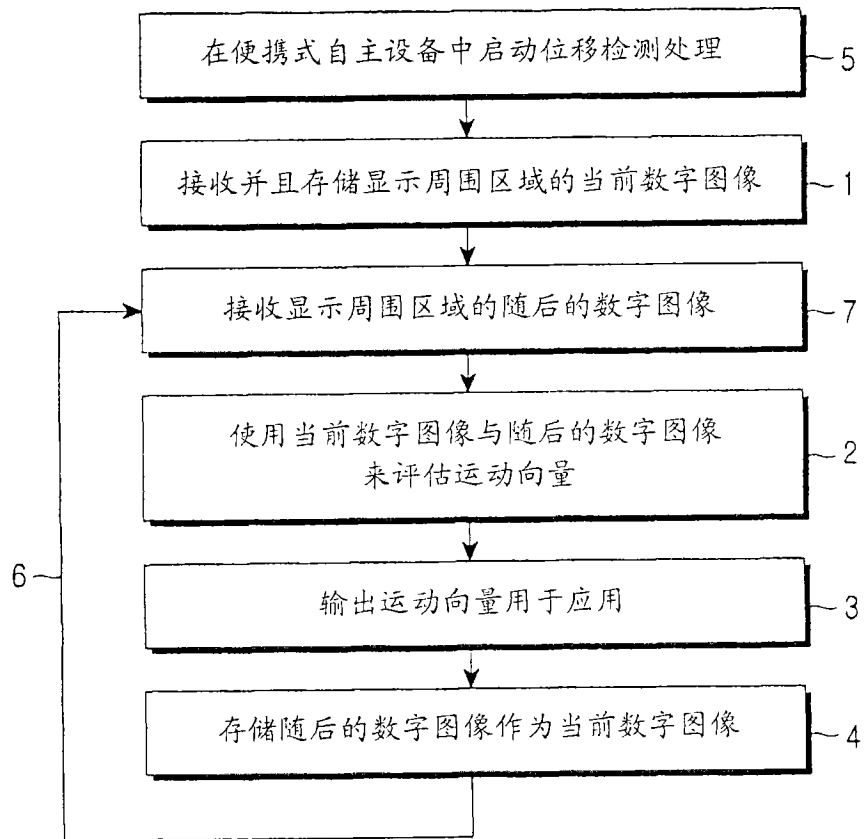 在便携式自主设备中启动位移检测处理
5
接收并且存储显示周围区域的当前数字图像
1
接收显示周围区域的随后的数字图像
7
使用当前数字图像与随后的数字图像
来评估运动向量
2
6
输出运动向量用于应用
3
存储随后的数字图像作为当前数字图像
4